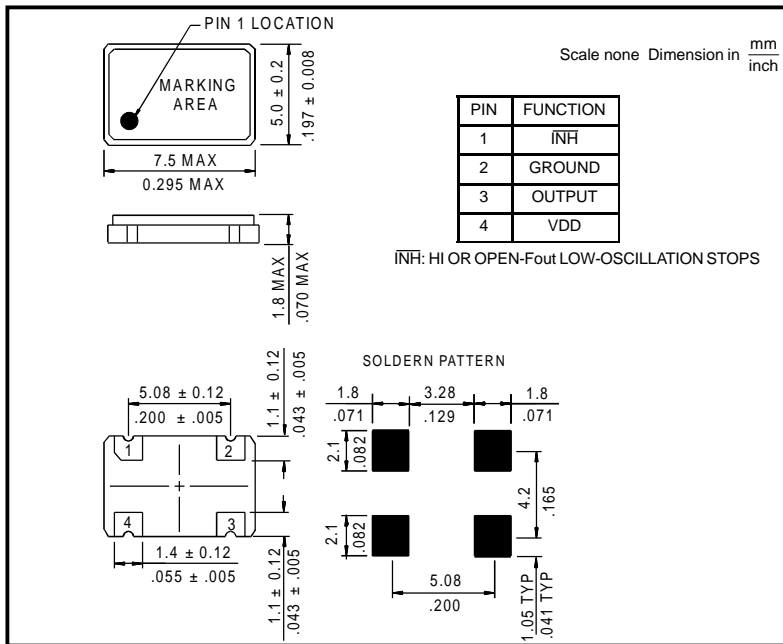 PIN 1 LOCATION
Scale none Dimension in mm
inch
MARKING
AREA
5.0 ± 0.2
.197 ± 0.008
7.5 MAX
0.295 MAX
PIN FUNCTION
1 I̅N̅H̅
2 GROUND
3 OUTPUT
4 VDD
I̅N̅H̅: HI OR OPEN-Fout LOW-OSCILLATION STOPS
1.8 MAX
.070 MAX
5.08 ± 0.12
.200 ± .005
1.1 ± 0.12
.043 ± .005
1 2
4 3
1.4 ± 0.12
.055 ± .005
1.1 ± 0.12
.043 ± .005
SOLDERN PATTERN
1.8 3.28 1.8
.071 .129 .071
2.1
.082
4.2
.165
2.1
.082
5.08
.200
1.05 TYP
.041 TYP